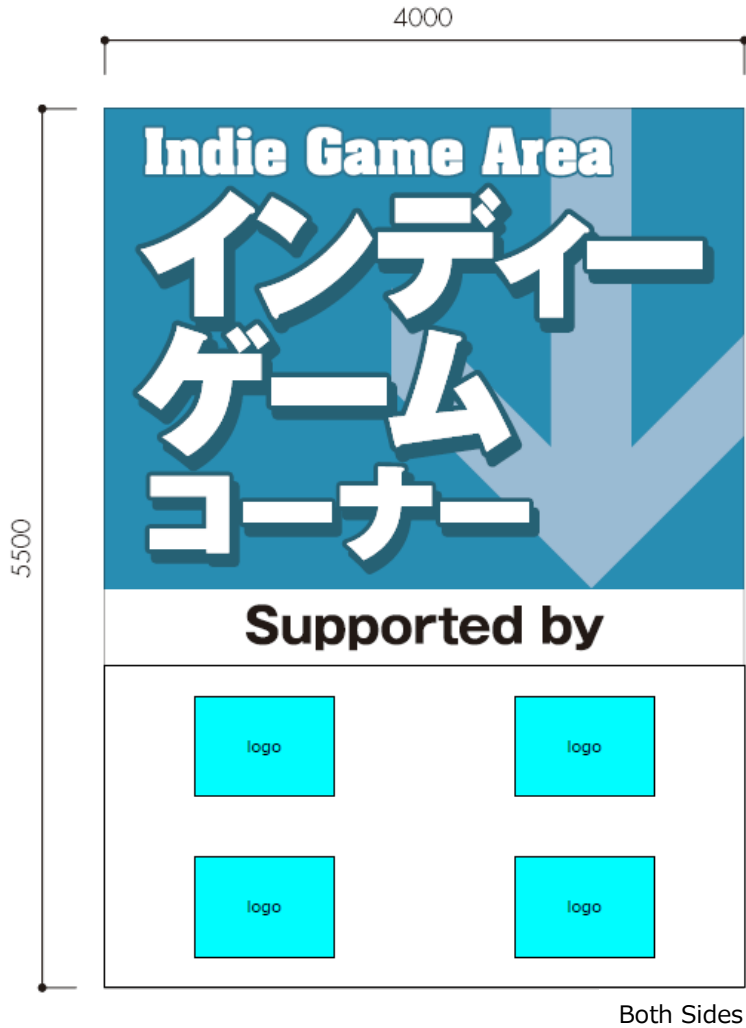 4000
Indie Game Area
インディー
ゲーム
コーナー
5500
Supported by
logo logo
logo logo
Both Sides